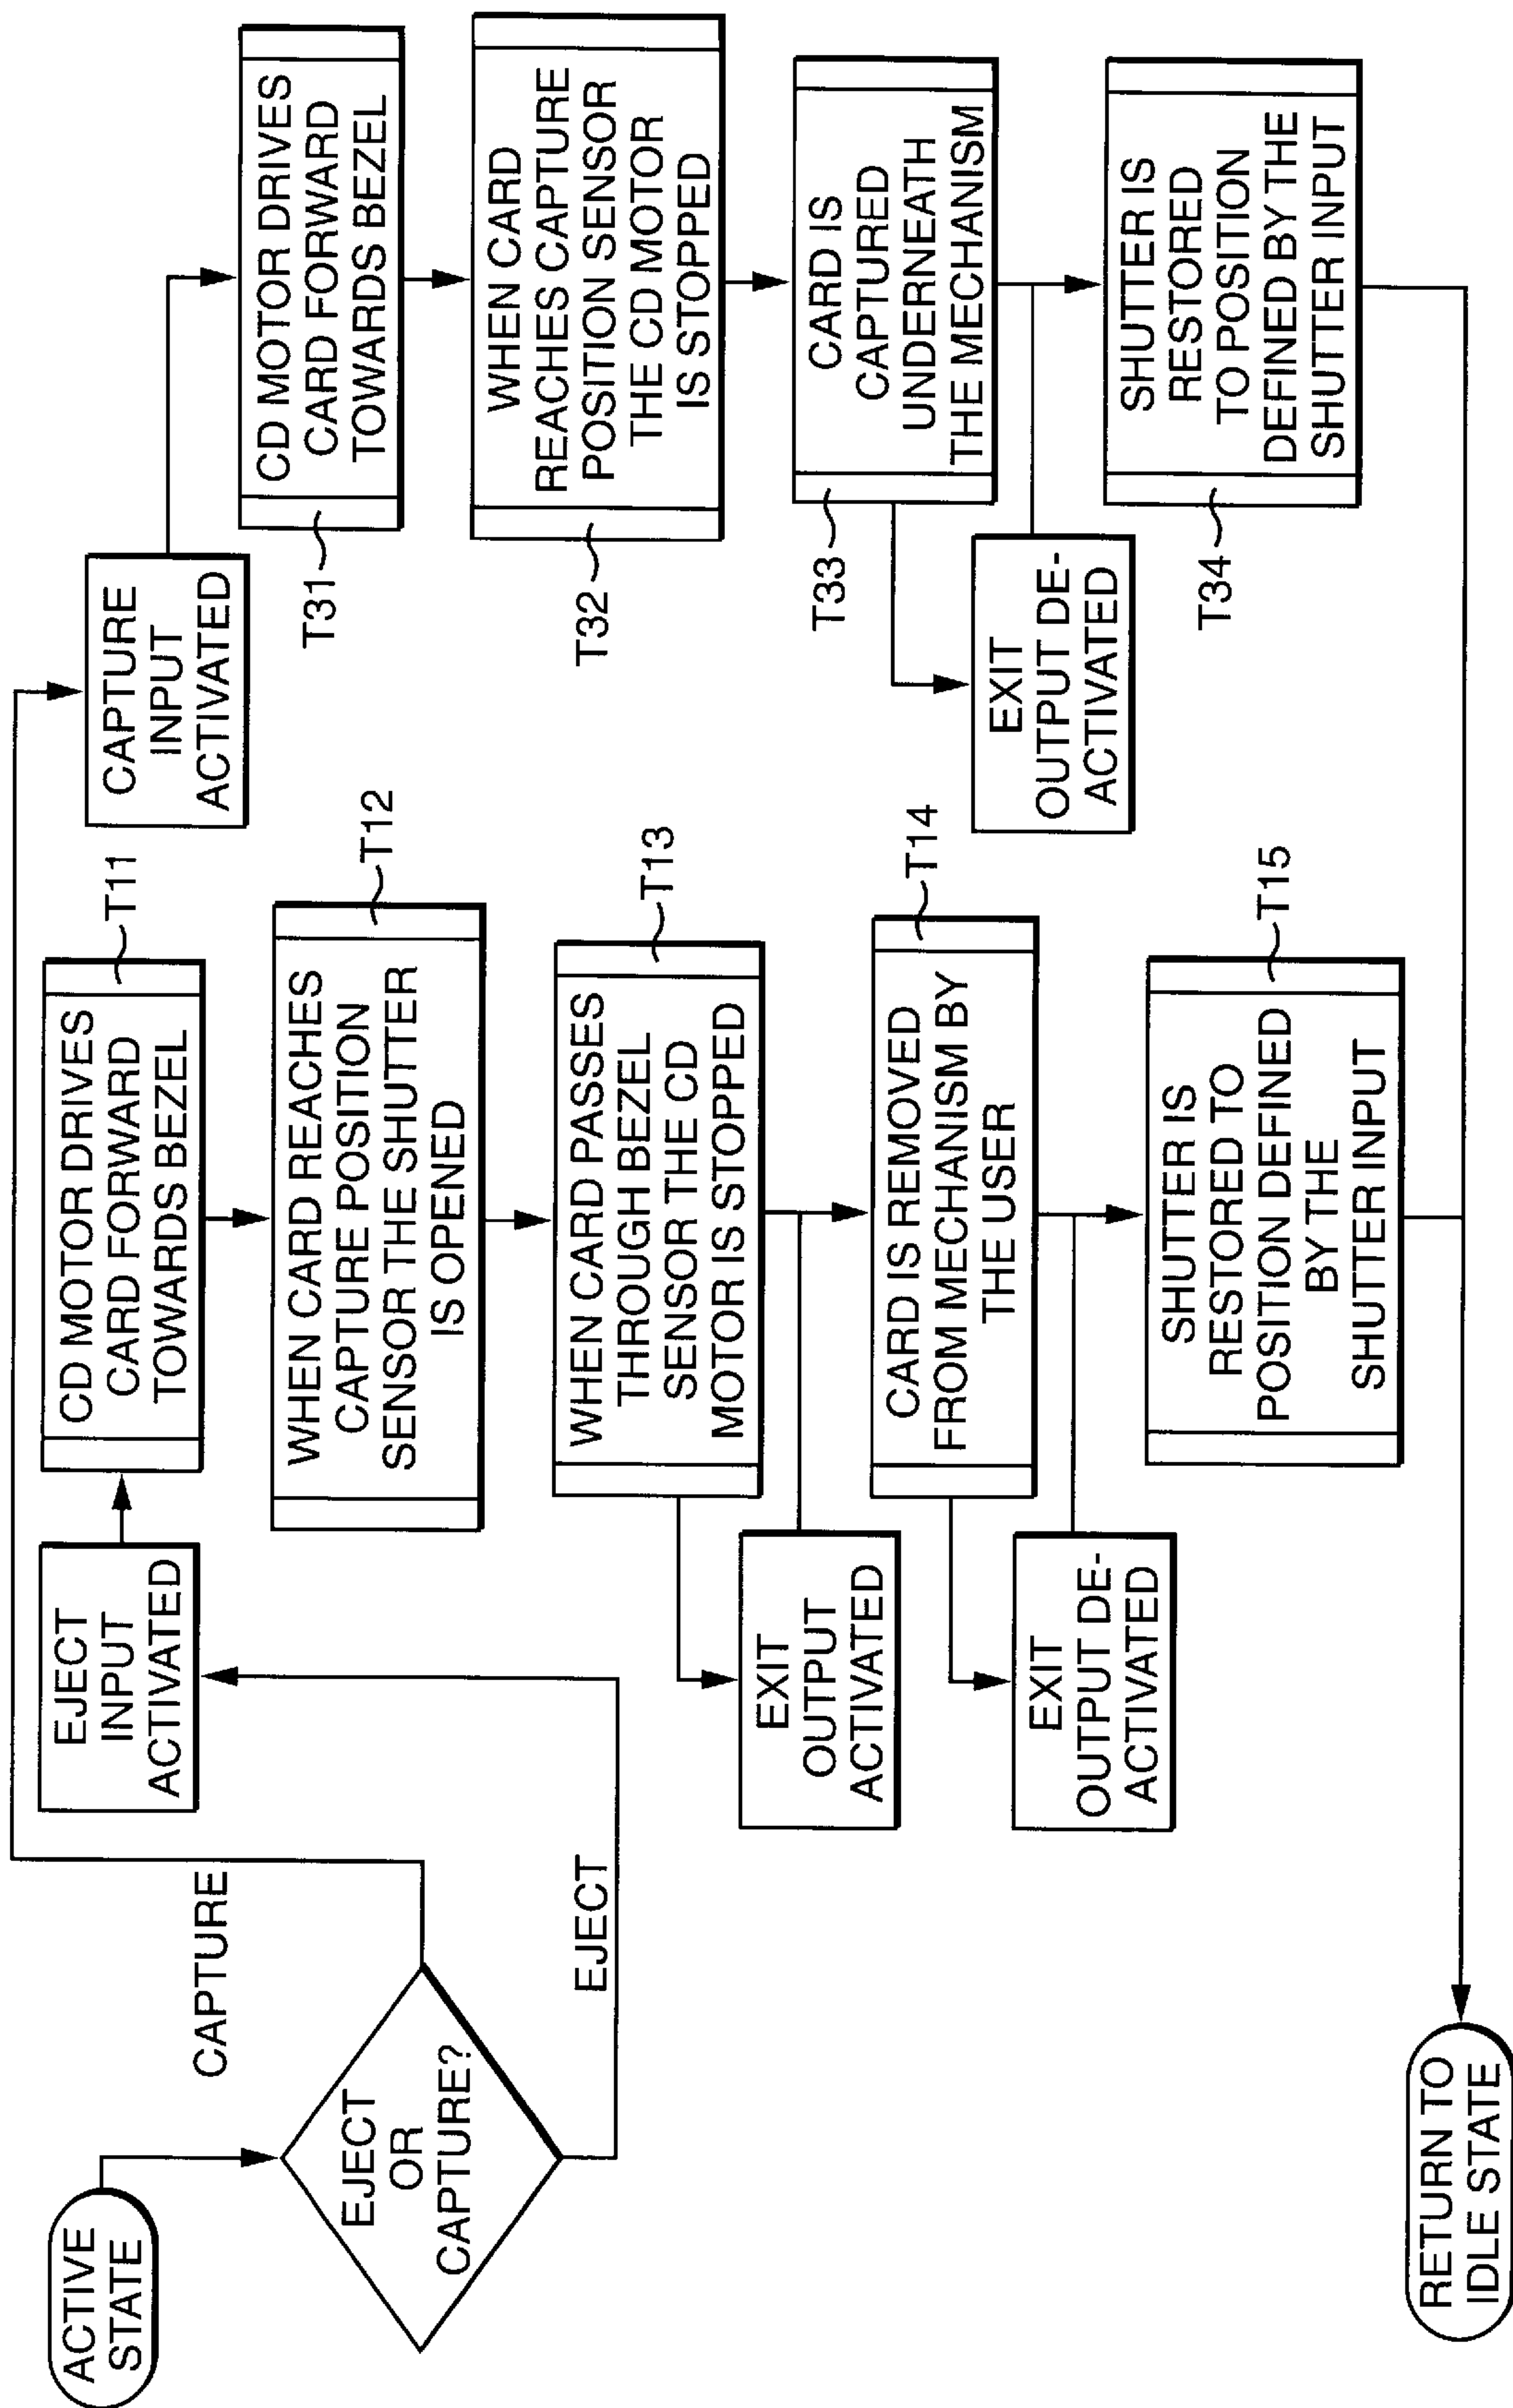 ACTIVE
STATE
EJECT
OR
CAPTURE?
CAPTURE
EJECT
EJECT
INPUT
ACTIVATED
CD MOTOR DRIVES
CARD FORWARD
TOWARDS BEZEL
T11
WHEN CARD REACHES
CAPTURE POSITION
SENSOR THE SHUTTER
IS OPENED
T12
WHEN CARD PASSES
THROUGH BEZEL
SENSOR THE CD
MOTOR IS STOPPED
T13
EXIT
OUTPUT
ACTIVATED
CARD IS REMOVED
FROM MECHANISM BY
THE USER
T14
EXIT
OUTPUT DE-
ACTIVATED
SHUTTER IS
RESTORED TO
POSITION DEFINED
BY THE
SHUTTER INPUT
T15
CAPTURE
INPUT
ACTIVATED
CD MOTOR DRIVES
CARD FORWARD
TOWARDS BEZEL
T31
WHEN CARD
REACHES CAPTURE
POSITION SENSOR
THE CD MOTOR
IS STOPPED
T32
CARD IS
CAPTURED
UNDERNEATH
THE MECHANISM
T33
EXIT
OUTPUT DE-
ACTIVATED
SHUTTER IS
RESTORED
TO POSITION
DEFINED BY THE
SHUTTER INPUT
T34
RETURN TO
IDLE STATE